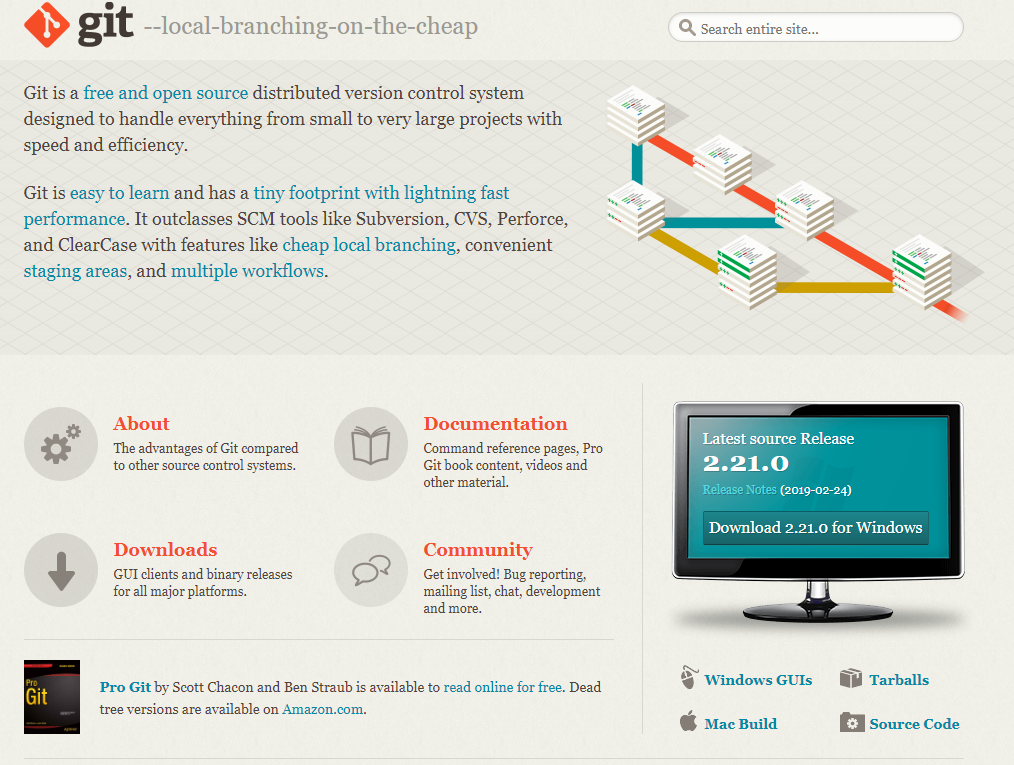 git --local-branching-on-the-cheap
Search entire site...
Git is a free and open source distributed version control system
designed to handle everything from small to very large projects with
speed and efficiency.
Git is easy to learn and has a tiny footprint with lightning fast
performance. It outclasses SCM tools like Subversion, CVS, Perforce,
and ClearCase with features like cheap local branching, convenient
staging areas, and multiple workflows.
About
The advantages of Git compared
to other source control systems.
Documentation
Command reference pages, Pro
Git book content, videos and
other material.
Downloads
GUI clients and binary releases
for all major platforms.
Community
Get involved! Bug reporting,
mailing list, chat, development
and more.
Pro
Git
Pro Git by Scott Chacon and Ben Straub is available to read online for free. Dead
tree versions are available on Amazon.com.
Latest source Release
2.21.0
Release Notes (2019-02-24)
Download 2.21.0 for Windows
Windows GUIs
Tarballs
Mac Build
Source Code